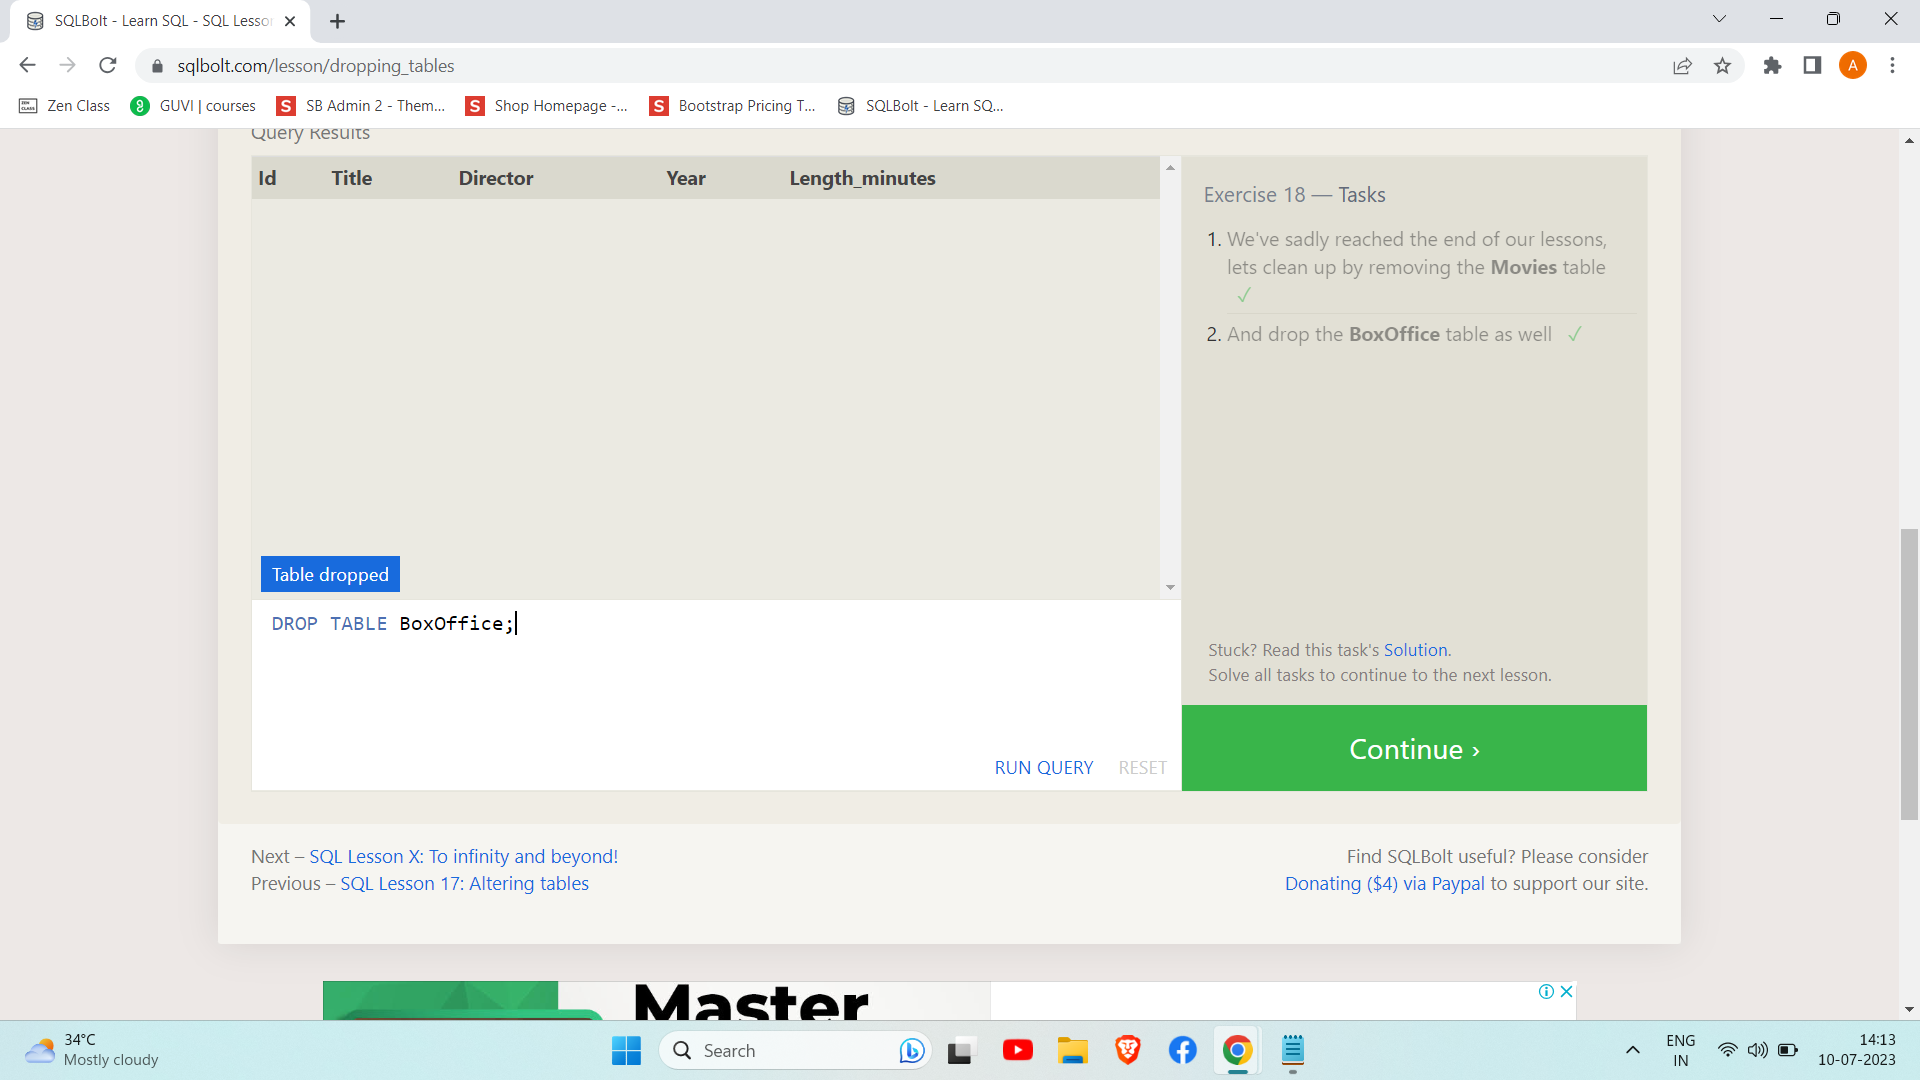 SQLBolt - Learn SQL - SQL Lesson
sqlbolt.com/lesson/dropping_tables
A
Zen Class
GUVI | courses
SB Admin 2 - Them...
Shop Homepage -...
Bootstrap Pricing T...
SQLBolt - Learn SQ...
Query Results
Id Title Director Year Length_minutes
Table dropped
DROP TABLE BoxOffice;
RUN QUERY RESET
Exercise 18 — Tasks
1. We've sadly reached the end of our lessons,
lets clean up by removing the Movies table
✓
2. And drop the BoxOffice table as well ✓
Stuck? Read this task's Solution.
Solve all tasks to continue to the next lesson.
Continue ›
Next – SQL Lesson X: To infinity and beyond!
Previous – SQL Lesson 17: Altering tables
Find SQLBolt useful? Please consider
Donating ($4) via Paypal to support our site.
Master
34°C
Mostly cloudy
Search
ENG
IN
14:13
10-07-2023